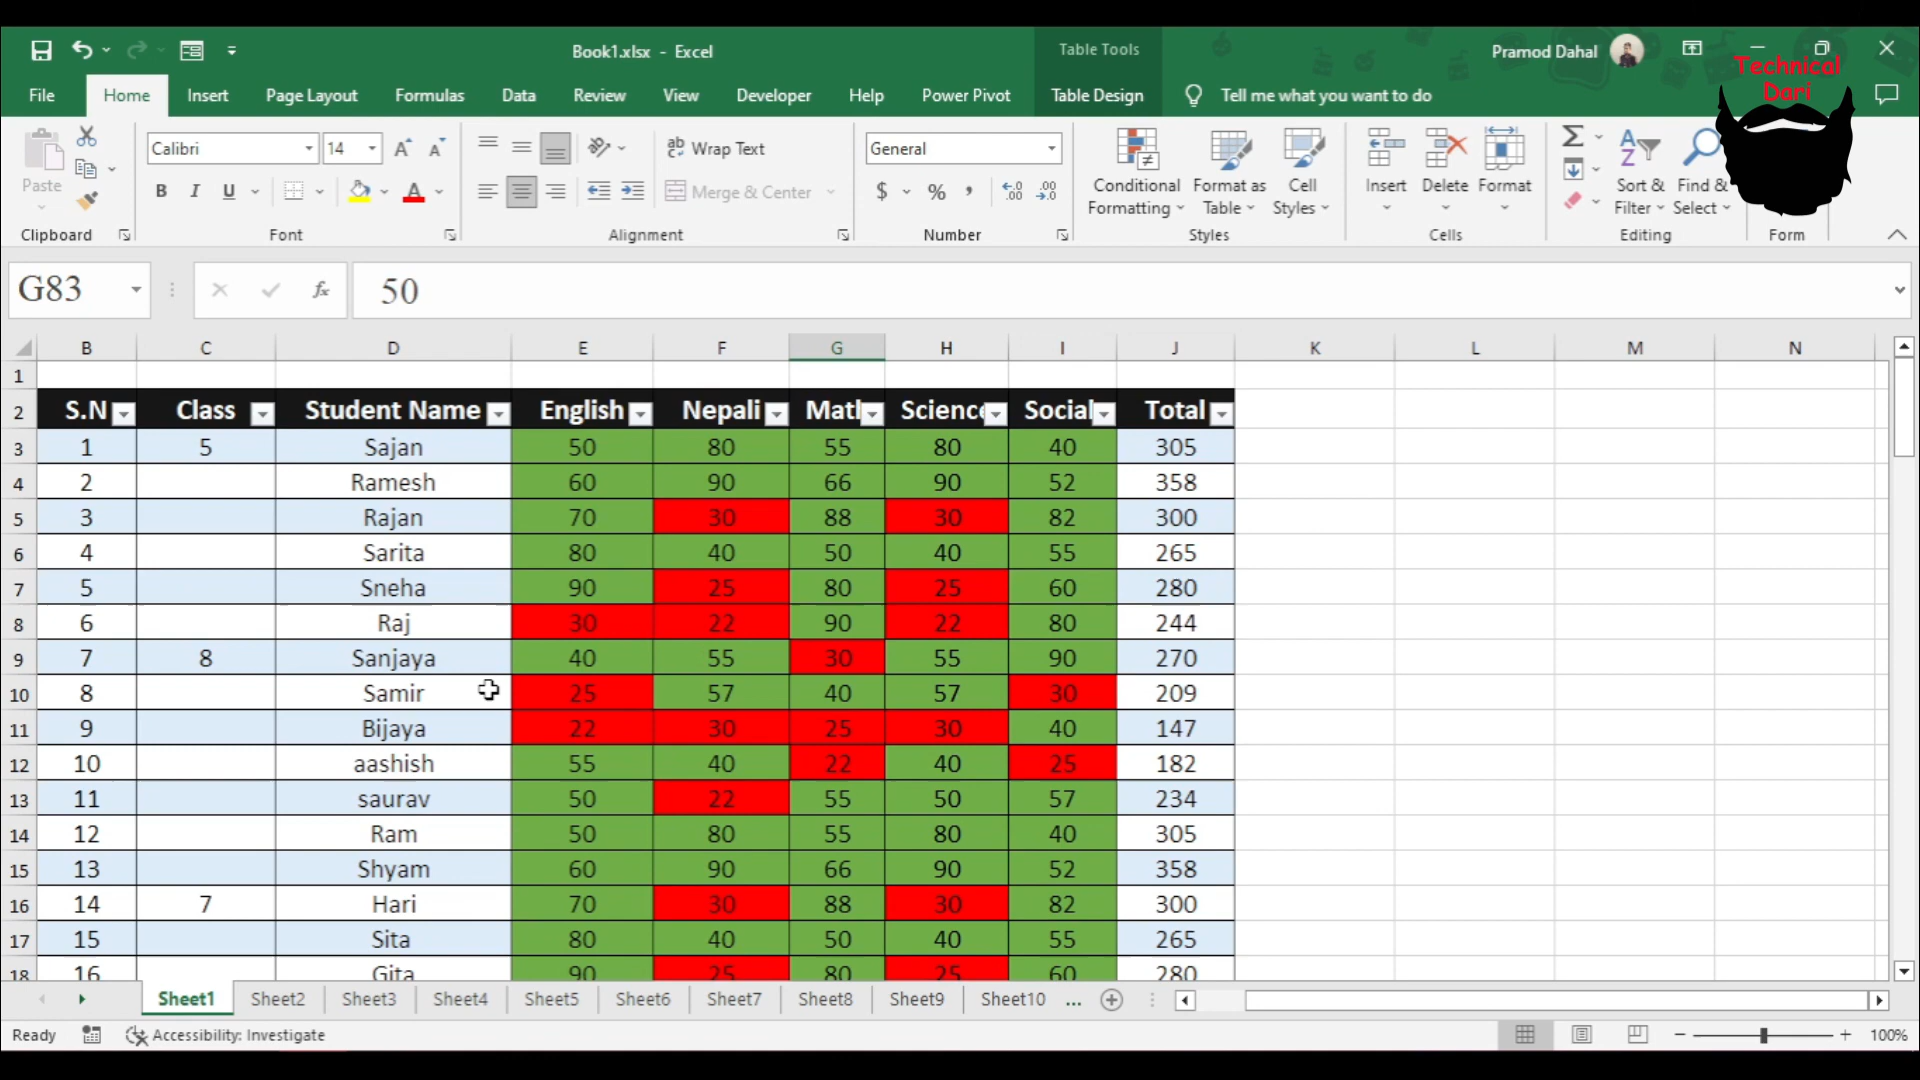 Book1.xlsx - Excel
Table Tools
Pramod Dahal
Technical
Dari
File Home Insert Page Layout Formulas Data Review View Developer Help Power Pivot Table Design Tell me what you want to do
Calibri 14 Wrap Text General
Paste B I U Merge & Center $ % , Conditional Formatting Format as Table Cell Styles Insert Delete Format Sort & Filter Find & Select
Clipboard Font Alignment Number Styles Cells Editing Form
G83 fx 50
B C D E F G H I J K L M N
1
2 S.N Class Student Name English Nepali Math Science Social Total
3 1 5 Sajan 50 80 55 80 40 305
4 2 Ramesh 60 90 66 90 52 358
5 3 Rajan 70 30 88 30 82 300
6 4 Sarita 80 40 50 40 55 265
7 5 Sneha 90 25 80 25 60 280
8 6 Raj 30 22 90 22 80 244
9 7 8 Sanjaya 40 55 30 55 90 270
10 8 Samir 25 57 40 57 30 209
11 9 Bijaya 22 30 25 30 40 147
12 10 aashish 55 40 22 40 25 182
13 11 saurav 50 22 55 50 57 234
14 12 Ram 50 80 55 80 40 305
15 13 Shyam 60 90 66 90 52 358
16 14 7 Hari 70 30 88 30 82 300
17 15 Sita 80 40 50 40 55 265
18 16 Gita 90 25 80 25 60 280
Sheet1 Sheet2 Sheet3 Sheet4 Sheet5 Sheet6 Sheet7 Sheet8 Sheet9 Sheet10 ...
Ready Accessibility: Investigate 100%